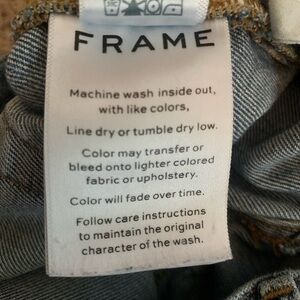 FRAME
Machine wash inside out,
with like colors,
Line dry or tumble dry low.
Color may transfer or
bleed onto lighter colored
fabric or upholstery.
Color will fade over time.
Follow care instructions
to maintain the original
character of the wash.